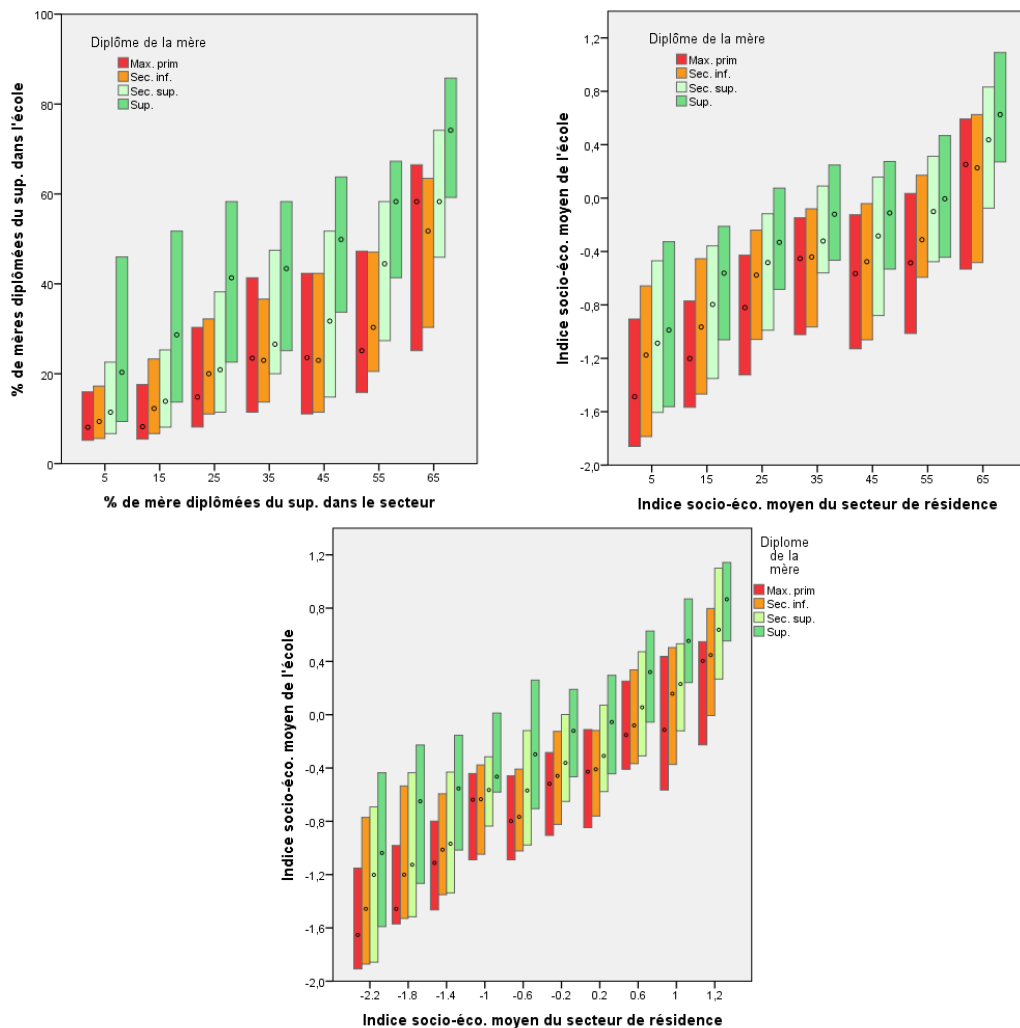 100
80
60
40
20
0
% de mères diplômées du sup. dans l'école
Diplôme de la mère
Max. prim
Sec. inf.
Sec. sup.
Sup.
5 15 25 35 45 55 65
% de mère diplômées du sup. dans le secteur
1,2
0,8
0,4
0,0
-0,4
-0,8
-1,2
-1,6
-2,0
Indice socio-éco. moyen de l'école
Diplôme de la mère
Max. prim
Sec. inf.
Sec. sup.
Sup.
5 15 25 35 45 55 65
Indice socio-éco. moyen du secteur de résidence
1,2
0,8
0,4
0,0
-0,4
-0,8
-1,2
-1,6
-2,0
Indice socio-éco. moyen de l'école
Diplome
de la
mère
Max. prim
Sec. inf.
Sec. sup.
Sup.
-2.2 -1.8 -1.4 -1 -0.6 -0.2 0.2 0.6 1 1,2
Indice socio-éco. moyen du secteur de résidence